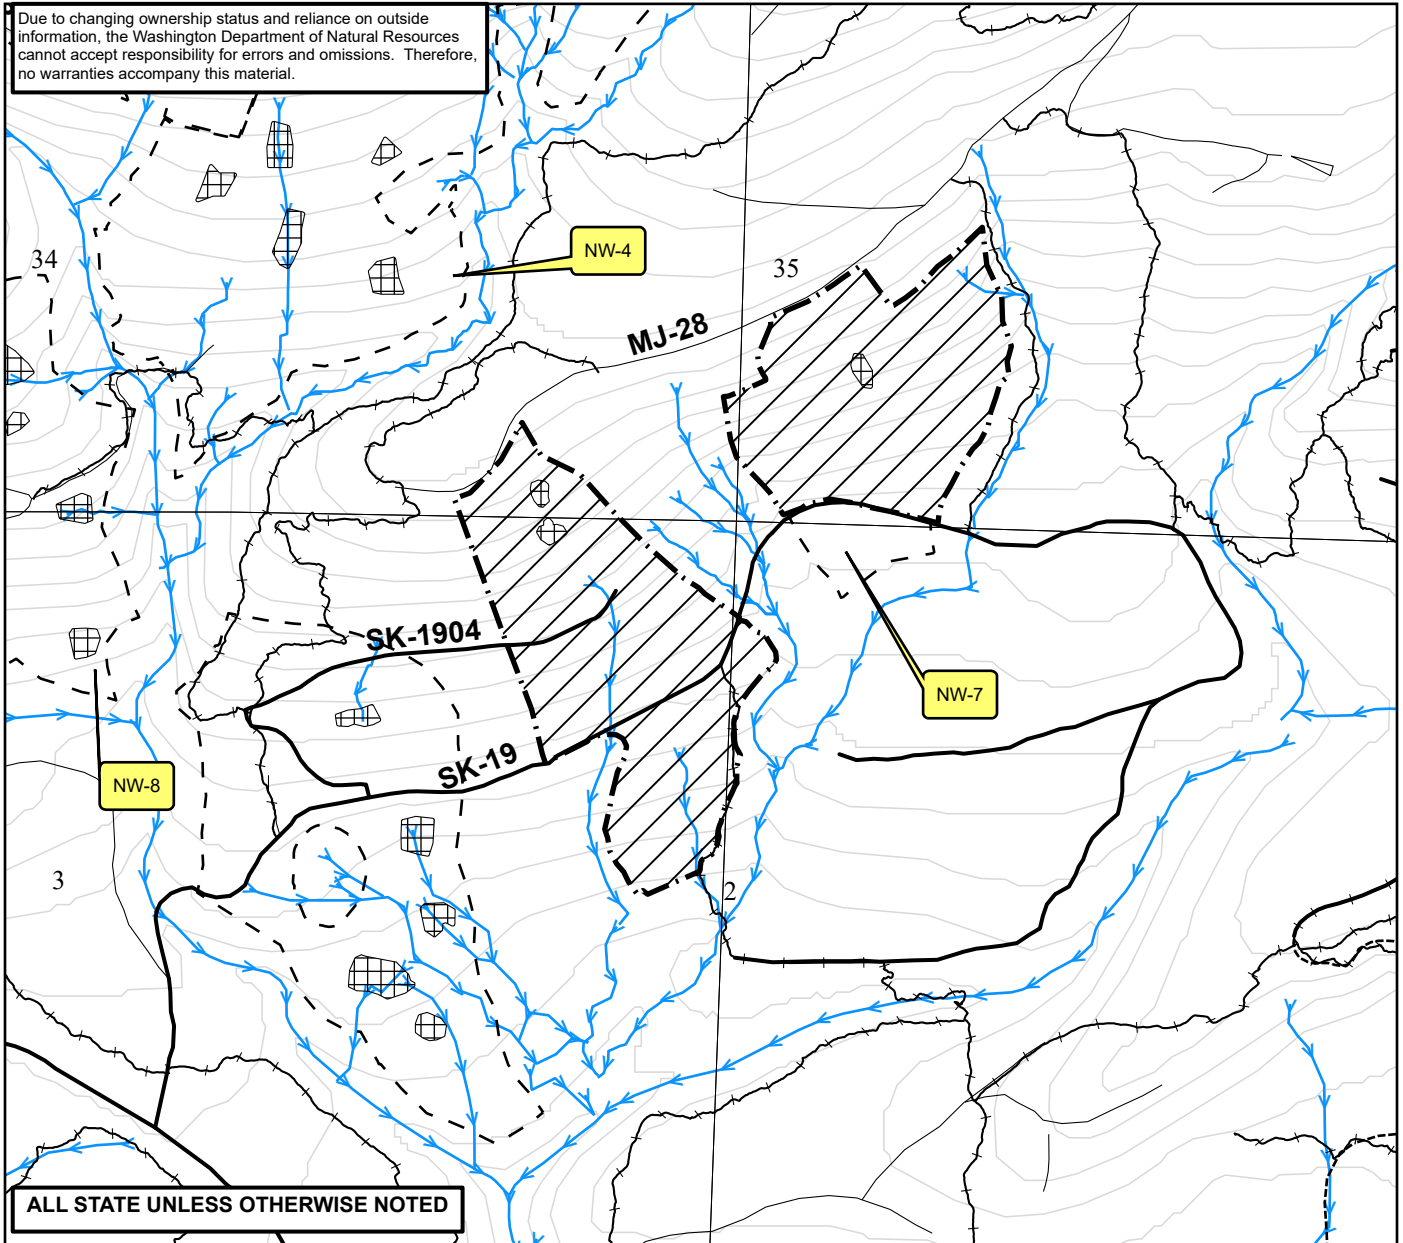 Due to changing ownership status and reliance on outside
information, the Washington Department of Natural Resources
cannot accept responsibility for errors and omissions.  Therefore,
no warranties accompany this material.
NW-4
34
35
MJ-28
SK-1904
NW-7
SK-19
NW-8
3
2
ALL STATE UNLESS OTHERWISE NOTED